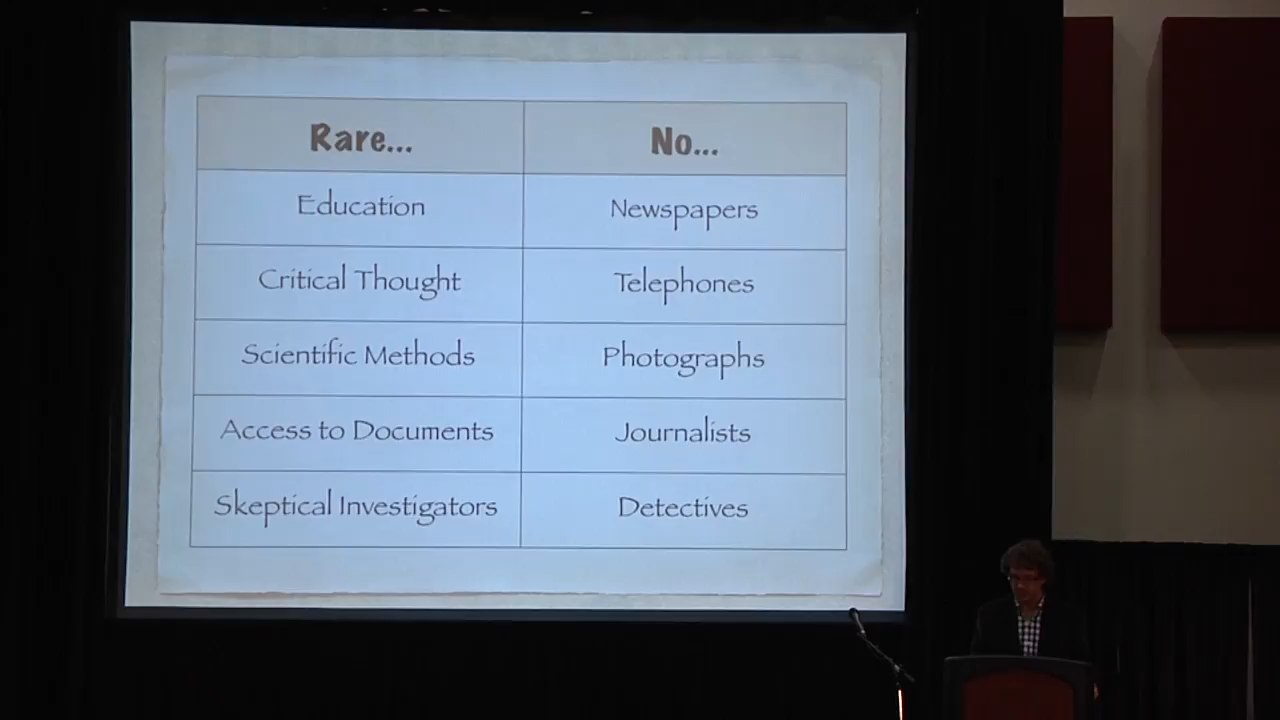 Rare... No...
Education Newspapers
Critical Thought Telephones
Scientific Methods Photographs
Access to Documents Journalists
Skeptical Investigators Detectives